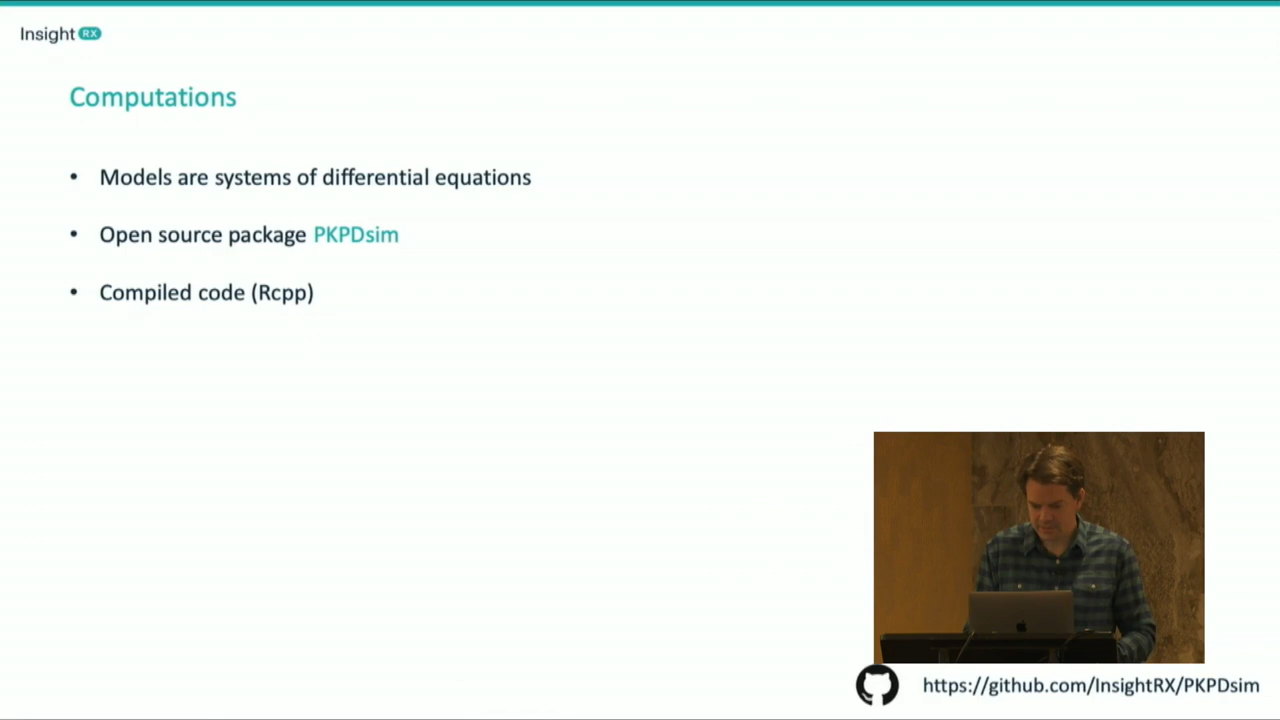 Insight RX
Computations
• Models are systems of differential equations
• Open source package PKPDsim
• Compiled code (Rcpp)
https://github.com/InsightRX/PKPDsim